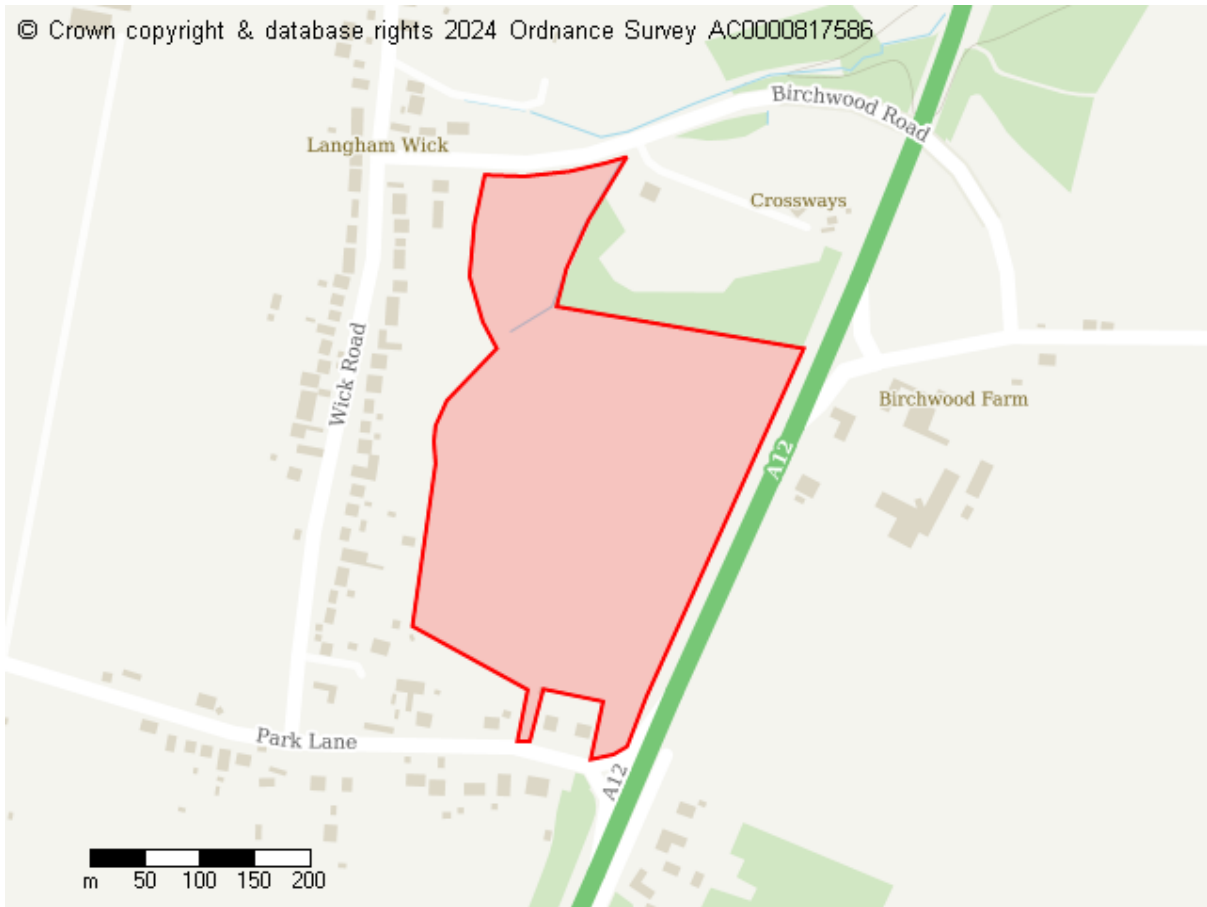 © Crown copyright & database rights 2024 Ordnance Survey AC0000817586
Birchwood Road
Langham Wick
Crossways
Wick Road
Birchwood Farm
A12
Park Lane
A12
m 50 100 150 200